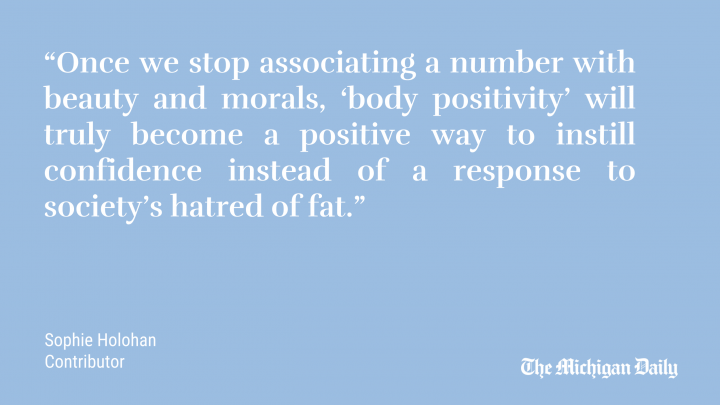 “Once we stop associating a number with
beauty and morals, ‘body positivity’ will
truly become a positive way to instill
confidence instead of a response to
society’s hatred of fat.”
Sophie Holohan
Contributor
The Michigan Daily